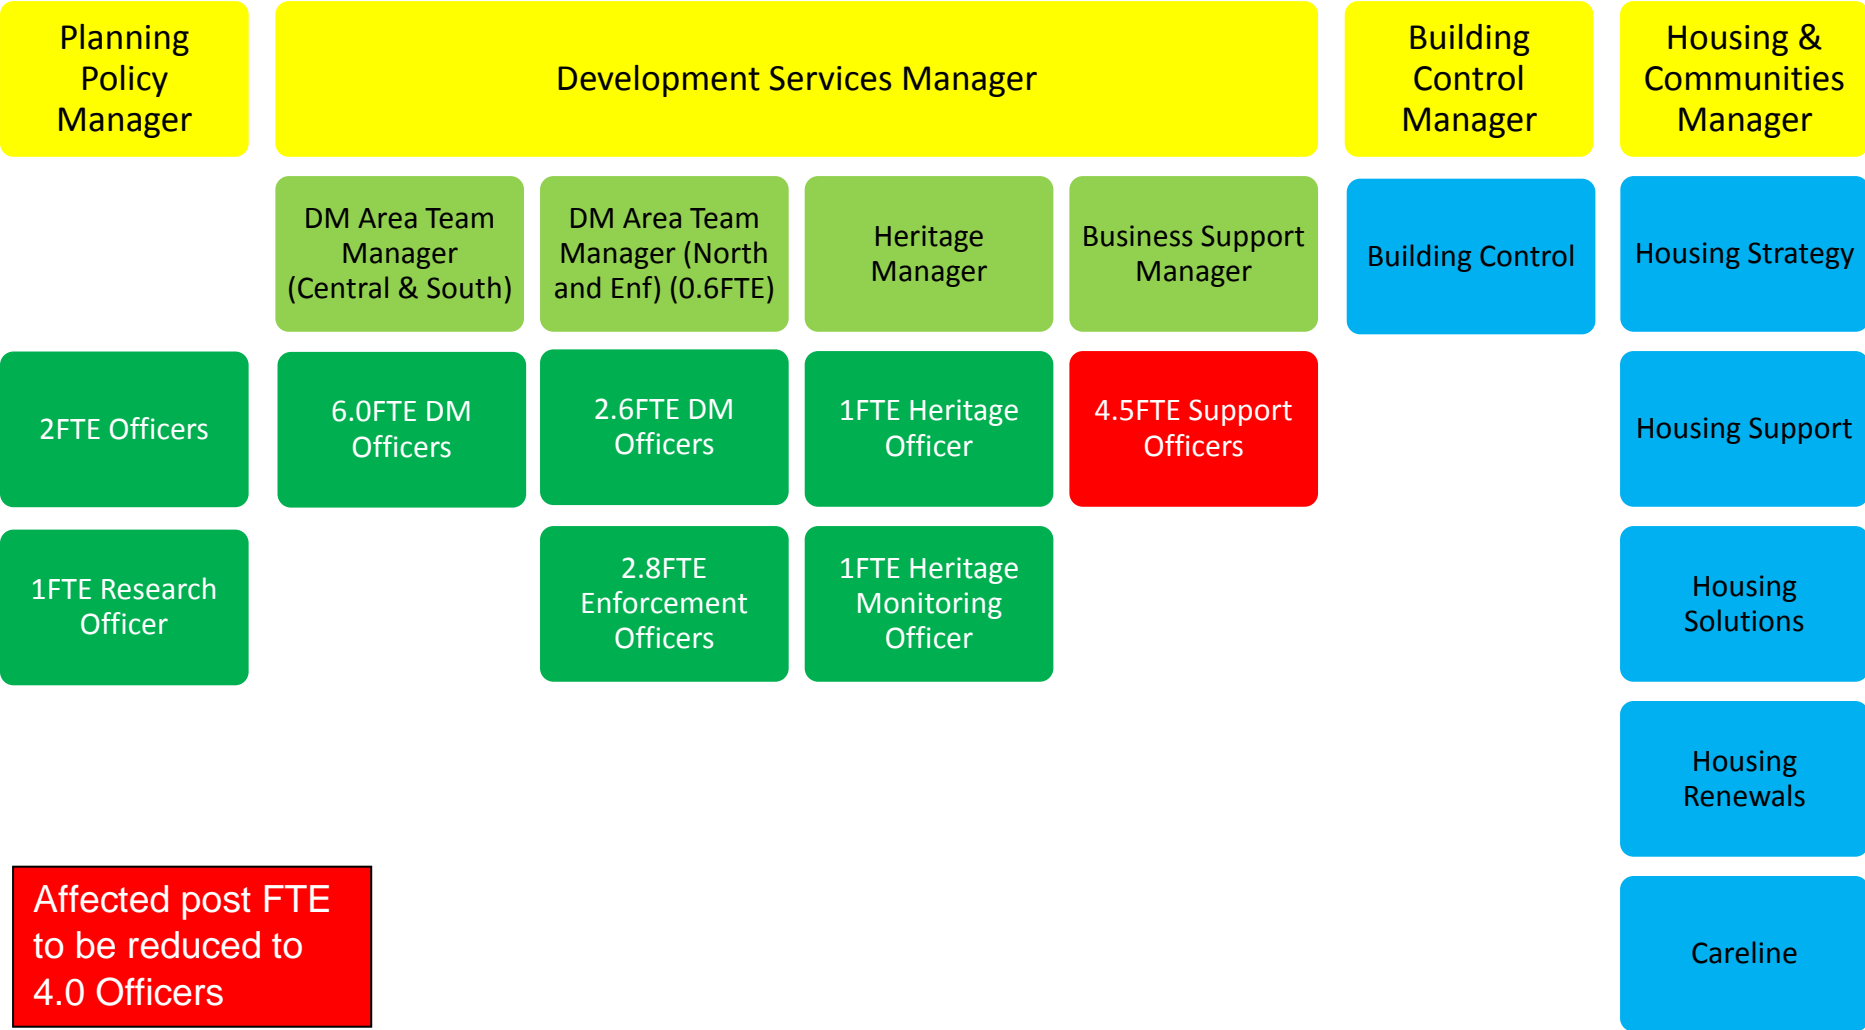 Planning
Policy
Manager
Development Services Manager
Building
Control
Manager
Housing &
Communities
Manager
DM Area Team
Manager
(Central & South)
DM Area Team
Manager (North
and Enf) (0.6FTE)
Heritage
Manager
Business Support
Manager
Building Control
Housing Strategy
2FTE Officers
6.0FTE DM
Officers
2.6FTE DM
Officers
1FTE Heritage
Officer
4.5FTE Support
Officers
Housing Support
1FTE Research
Officer
2.8FTE
Enforcement
Officers
1FTE Heritage
Monitoring
Officer
Housing
Solutions
Housing
Renewals
Affected post FTE
to be reduced to
4.0 Officers
Careline